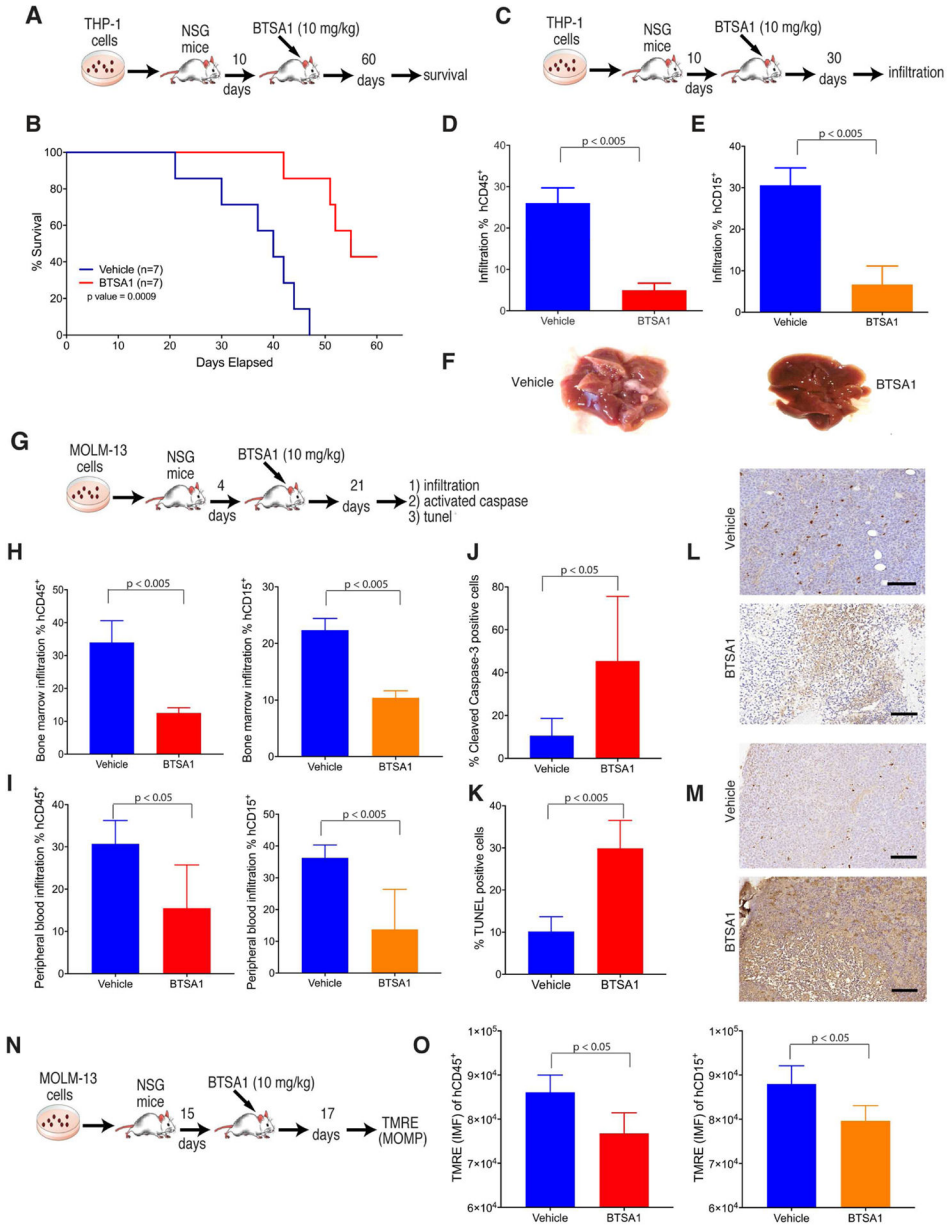 A
THP-1
cells
NSG
mice
10
days
BTSA1 (10 mg/kg)
60
days
survival
C
THP-1
cells
NSG
mice
10
days
BTSA1 (10 mg/kg)
30
days
infiltration
B
% Survival
100
80
60
40
20
0
Vehicle (n=7)
BTSA1 (n=7)
p value = 0.0009
0
10
20
30
40
50
60
Days Elapsed
D
p < 0.005
Infiltration % hCD45⁺
40
30
20
10
0
Vehicle
BTSA1
E
p < 0.005
Infiltration % hCD15⁺
40
30
20
10
0
Vehicle
BTSA1
F
Vehicle
BTSA1
G
MOLM-13
cells
NSG
mice
4
days
BTSA1 (10 mg/kg)
21
days
1) infiltration
2) activated caspase
3) tunel
H
p < 0.005
Bone marrow infiltration % hCD45⁺
50
40
30
20
10
0
Vehicle
BTSA1
p < 0.005
Bone marrow infiltration % hCD15⁺
30
20
10
0
Vehicle
BTSA1
J
p < 0.05
% Cleaved Caspase-3 positive cells
80
60
40
20
0
Vehicle
BTSA1
L
Vehicle
BTSA1
I
p < 0.05
Peripheral blood infiltration % hCD45⁺
40
30
20
10
0
Vehicle
BTSA1
p < 0.005
Peripheral blood infiltration % hCD15⁺
50
40
30
20
10
0
Vehicle
BTSA1
K
p < 0.005
% TUNEL positive cells
40
30
20
10
0
Vehicle
BTSA1
M
Vehicle
BTSA1
N
MOLM-13
cells
NSG
mice
15
days
BTSA1 (10 mg/kg)
17
days
TMRE
(MOMP)
O
p < 0.05
TMRE (IMF) of hCD45⁺
1×10⁵
9×10⁴
8×10⁴
7×10⁴
6×10⁴
Vehicle
BTSA1
p < 0.05
TMRE (IMF) of hCD15⁺
1×10⁵
9×10⁴
8×10⁴
7×10⁴
6×10⁴
Vehicle
BTSA1